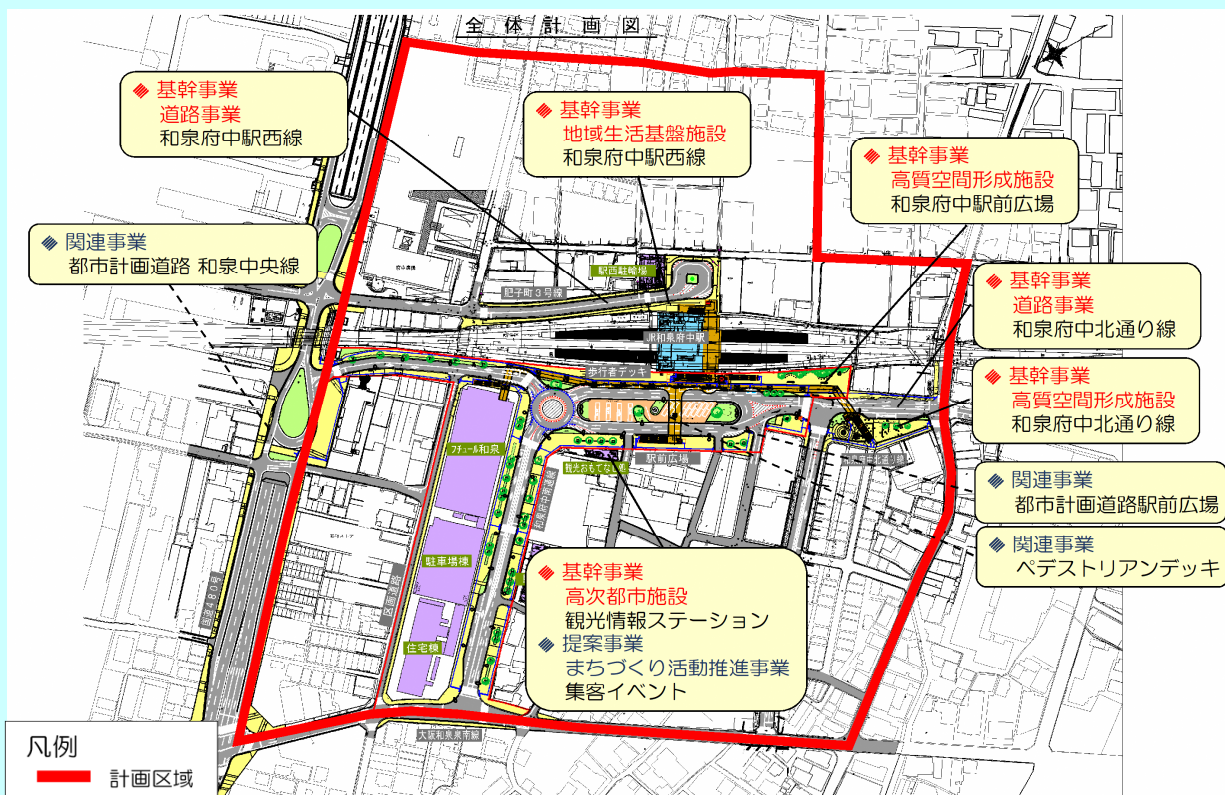 全体計画図
基幹事業
道路事業
和泉府中駅西線
基幹事業
地域生活基盤施設
和泉府中駅西線
基幹事業
高質空間形成施設
和泉府中駅前広場
関連事業
都市計画道路 和泉中央線
基幹事業
道路事業
和泉府中北通り線
基幹事業
高質空間形成施設
和泉府中北通り線
関連事業
都市計画道路駅前広場
関連事業
ペデストリアンデッキ
基幹事業
高次都市施設
観光情報ステーション
提案事業
まちづくり活動推進事業
集客イベント
駅西駐輪場
肥子町3号線
JR和泉府中駅
歩行者デッキ
フチュール和泉
駅前広場
駐車場棟
住宅棟
大阪和泉泉南線
凡例
計画区域